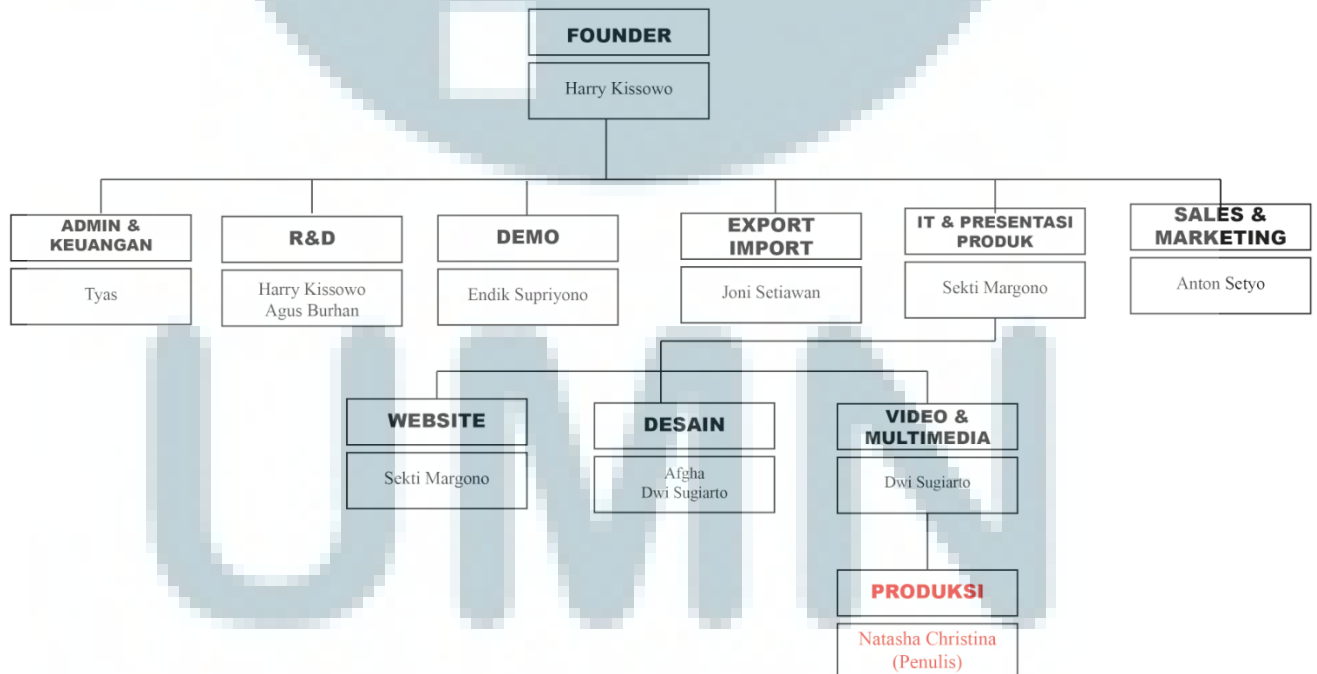 FOUNDER
Harry Kissowo
ADMIN &
KEUANGAN
Tyas
R&D
Harry Kissowo
Agus Burhan
DEMO
Endik Supriyono
EXPORT
IMPORT
Joni Setiawan
IT & PRESENTASI
PRODUK
Sekti Margono
SALES &
MARKETING
Anton Setyo
WEBSITE
Sekti Margono
DESAIN
Afgha
Dwi Sugiarto
VIDEO &
MULTIMEDIA
Dwi Sugiarto
PRODUKSI
Natasha Christina
(Penulis)
UMN